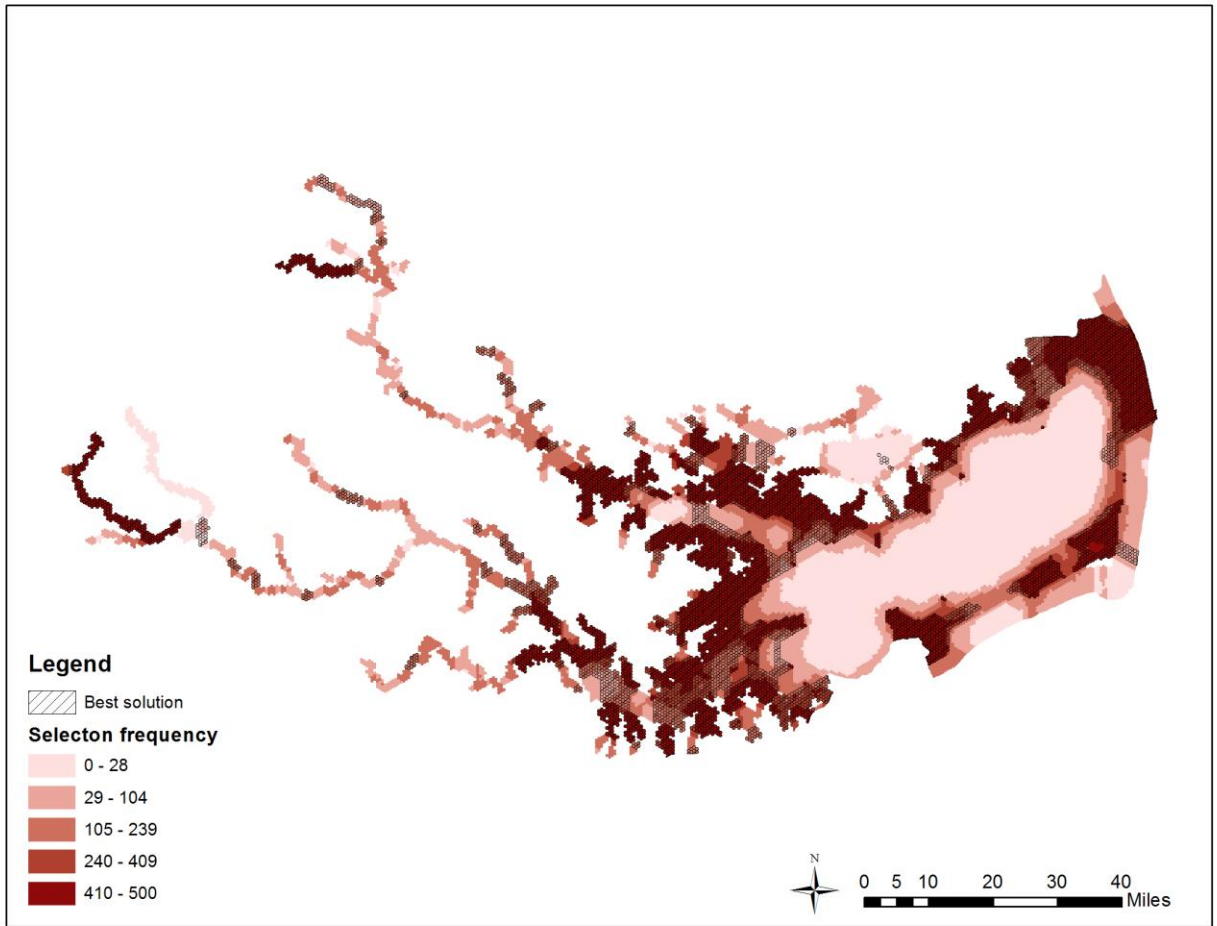 Legend
Best solution
Selecton frequency
0 - 28
29 - 104
105 - 239
240 - 409
410 - 500
N
0 5 10 20 30 40
Miles